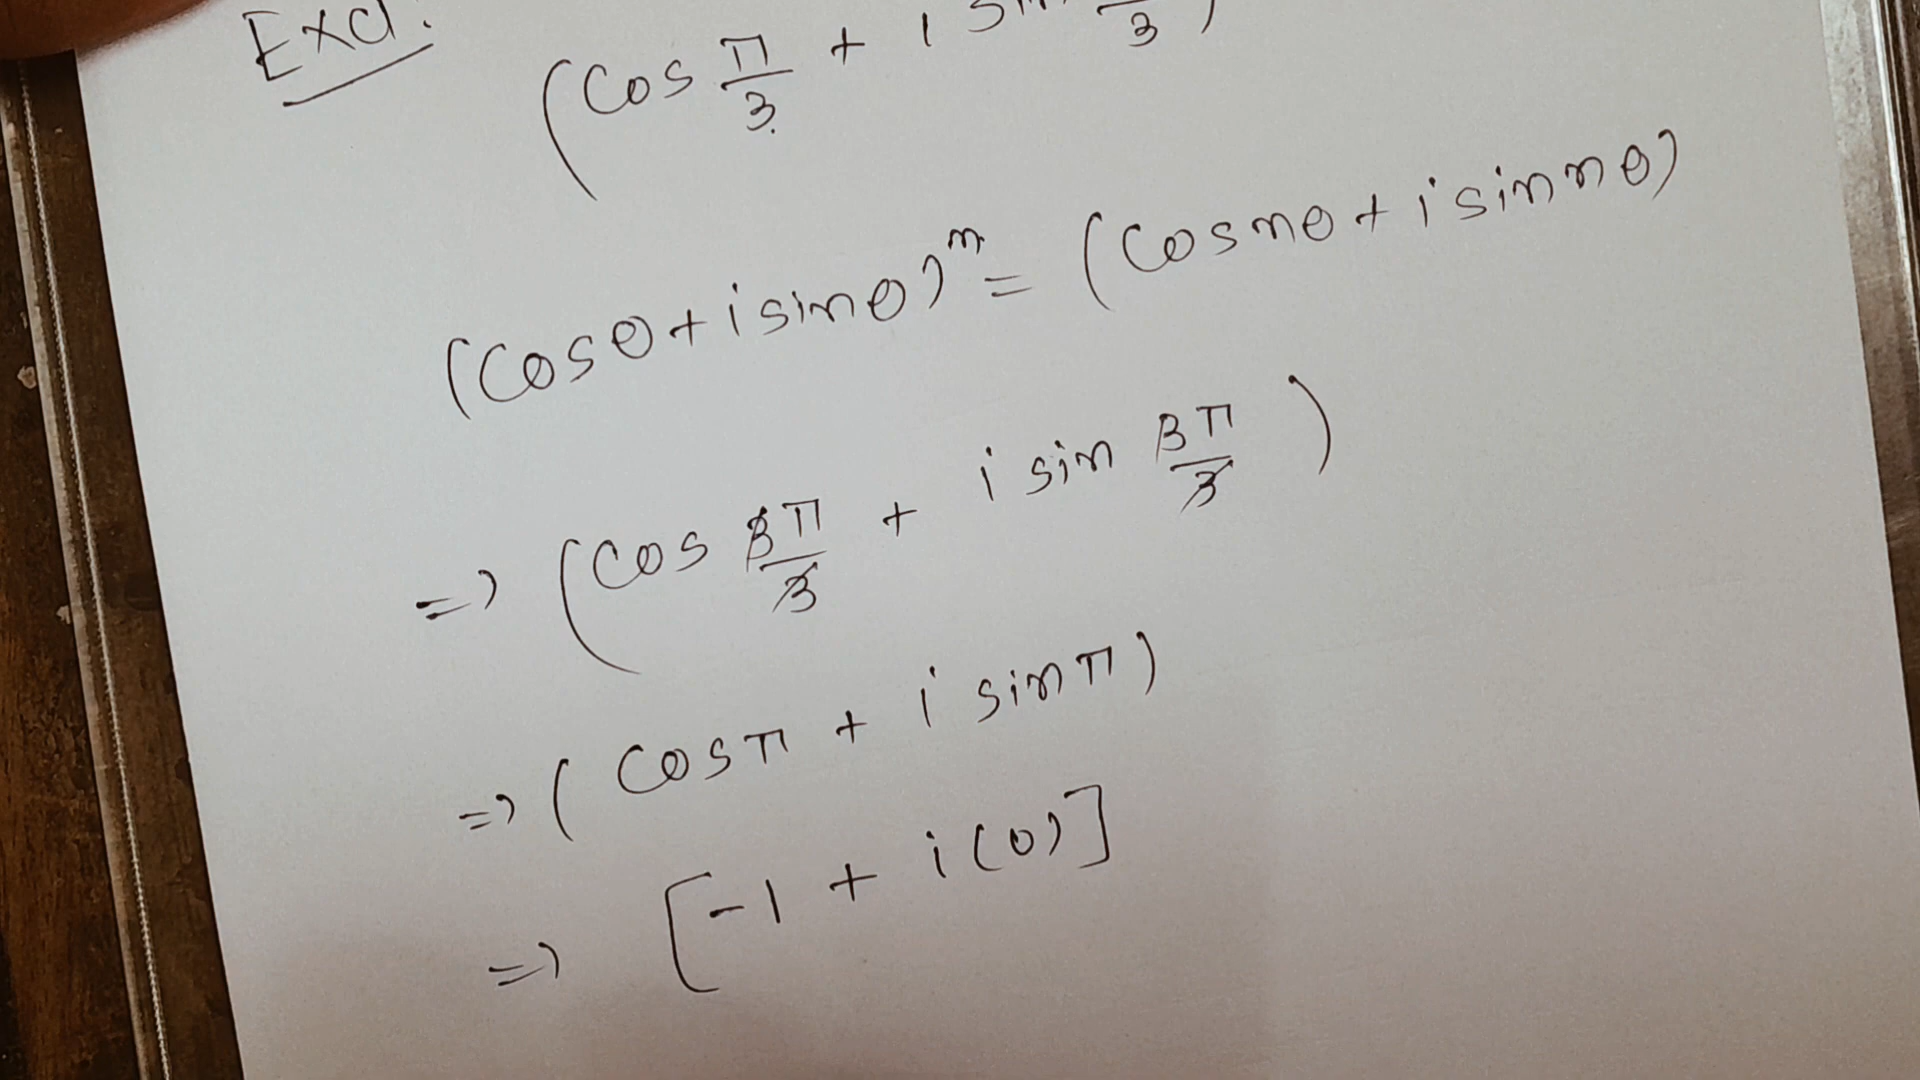 Ex①:
(cos π/3 + i sin π/3)
(cosθ + i sinθ)ⁿ = (cos nθ + i sin nθ)
=> (cos 3π/3 + i sin 3π/3)
=> (cos π + i sin π)
=> [-1 + i(0)]